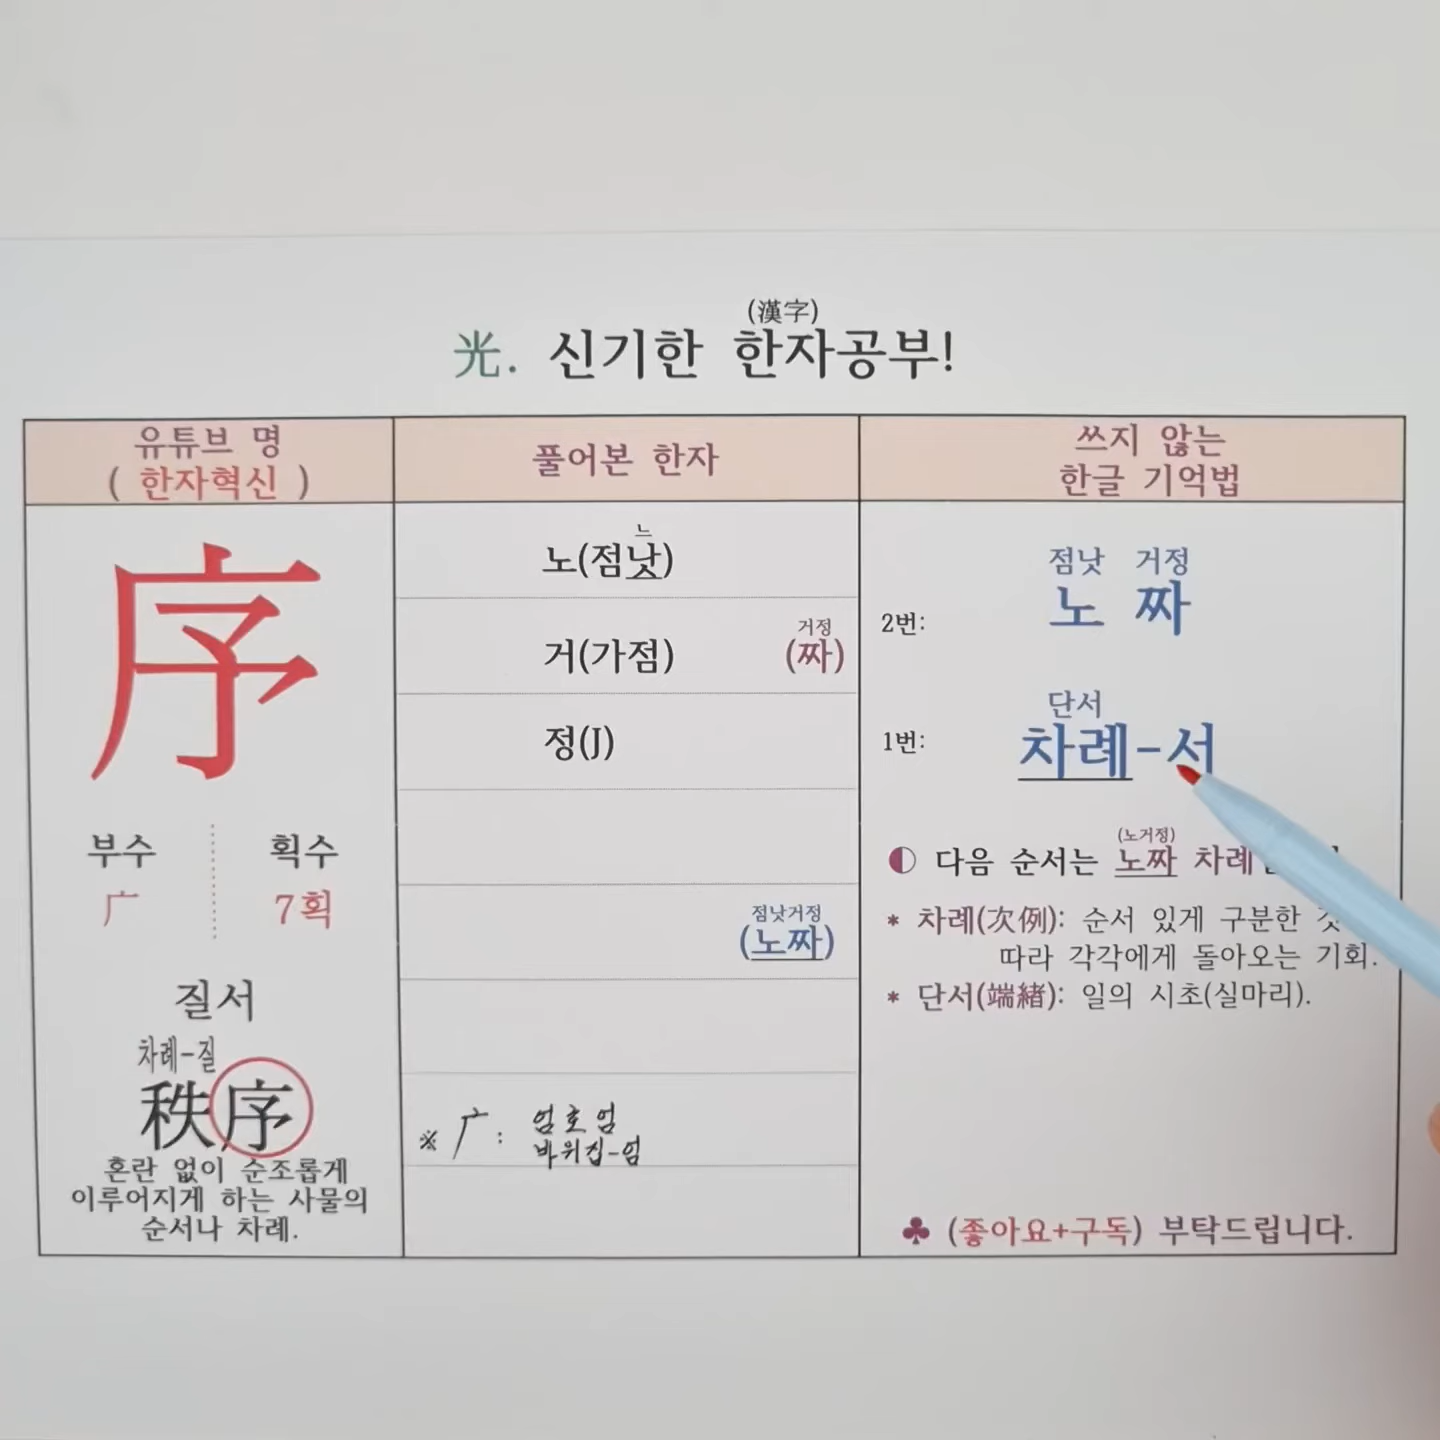 (漢字)
光. 신기한 한자공부!
유튜브 명
( 한자혁신 )
풀어본 한자
쓰지 않는
한글 기억법
序
부수
획수
广
7획
질서
차례-질
秩序
혼란 없이 순조롭게
이루어지게 하는 사물의
순서나 차례.
느
노(점낫)
거정
거(가점) (짜)
정(J)
점낫거정
(노짜)
※ 广: 엄호엄
바위집-엄
점낫 거정
2번: 노 짜
단서
1번: 차례-서
(노거정)
다음 순서는 노짜 차례
* 차례(次例): 순서 있게 구분한 것
따라 각각에게 돌아오는 기회.
* 단서(端緖): 일의 시초(실마리).
♣ (좋아요+구독) 부탁드립니다.